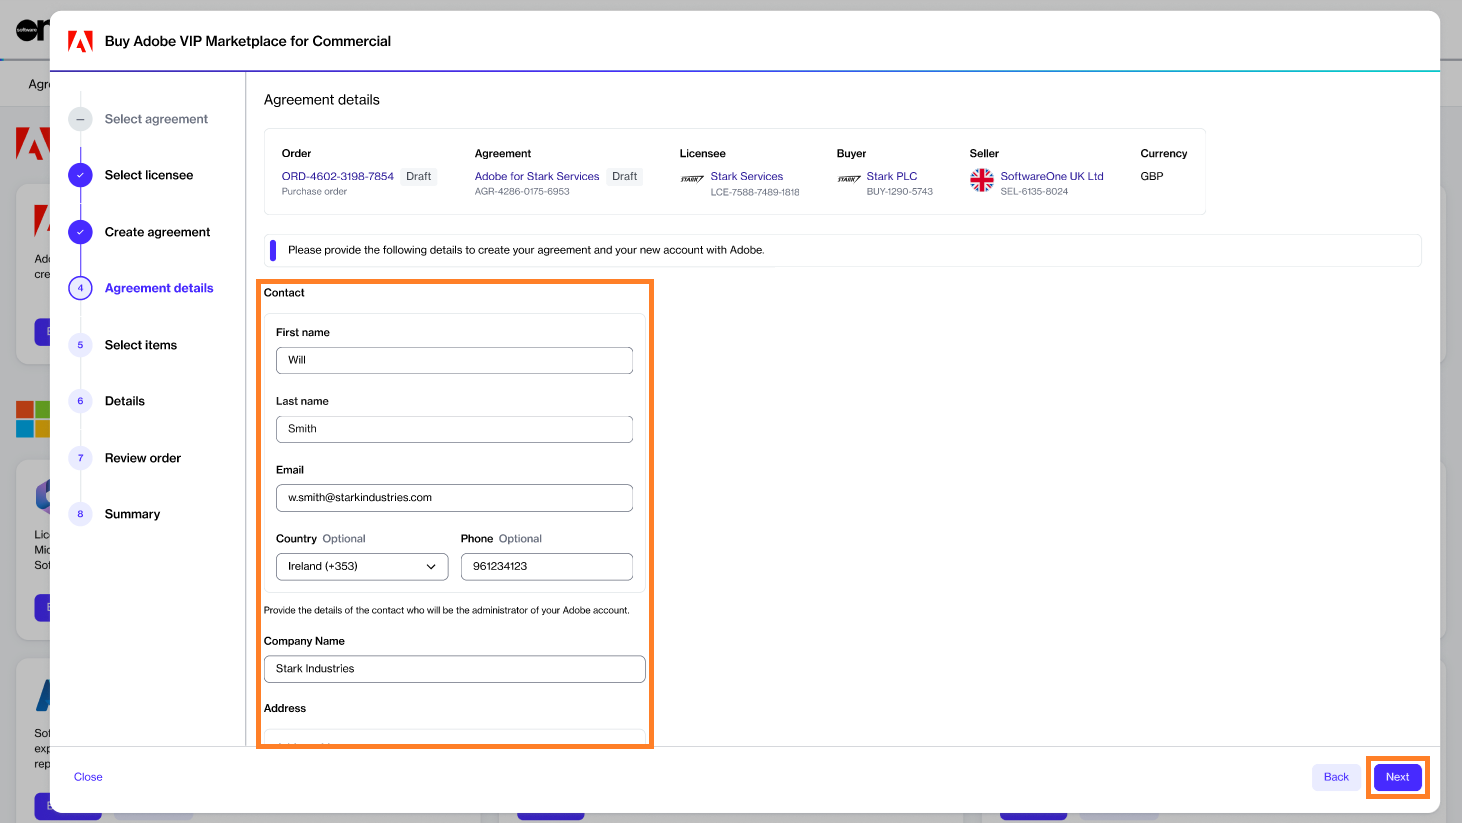 software
on
Buy Adobe VIP Marketplace for Commercial
Select agreement
Select licensee
Create agreement
4 Agreement details
5 Select items
6 Details
7 Review order
8 Summary
Agreement details
Order
ORD-4602-3198-7854 Draft
Purchase order
Agreement
Adobe for Stark Services Draft
AGR-4286-0175-6953
Licensee
STARK Stark Services
LCE-7588-7489-1818
Buyer
STARK Stark PLC
BUY-1290-5743
Seller
SoftwareOne UK Ltd
SEL-6135-8024
Currency
GBP
Please provide the following details to create your agreement and your new account with Adobe.
Contact
First name
Will
Last name
Smith
Email
w.smith@starkindustries.com
Country Optional Phone Optional
Ireland (+353) 961234123
Provide the details of the contact who will be the administrator of your Adobe account.
Company Name
Stark Industries
Address
Close Back Next